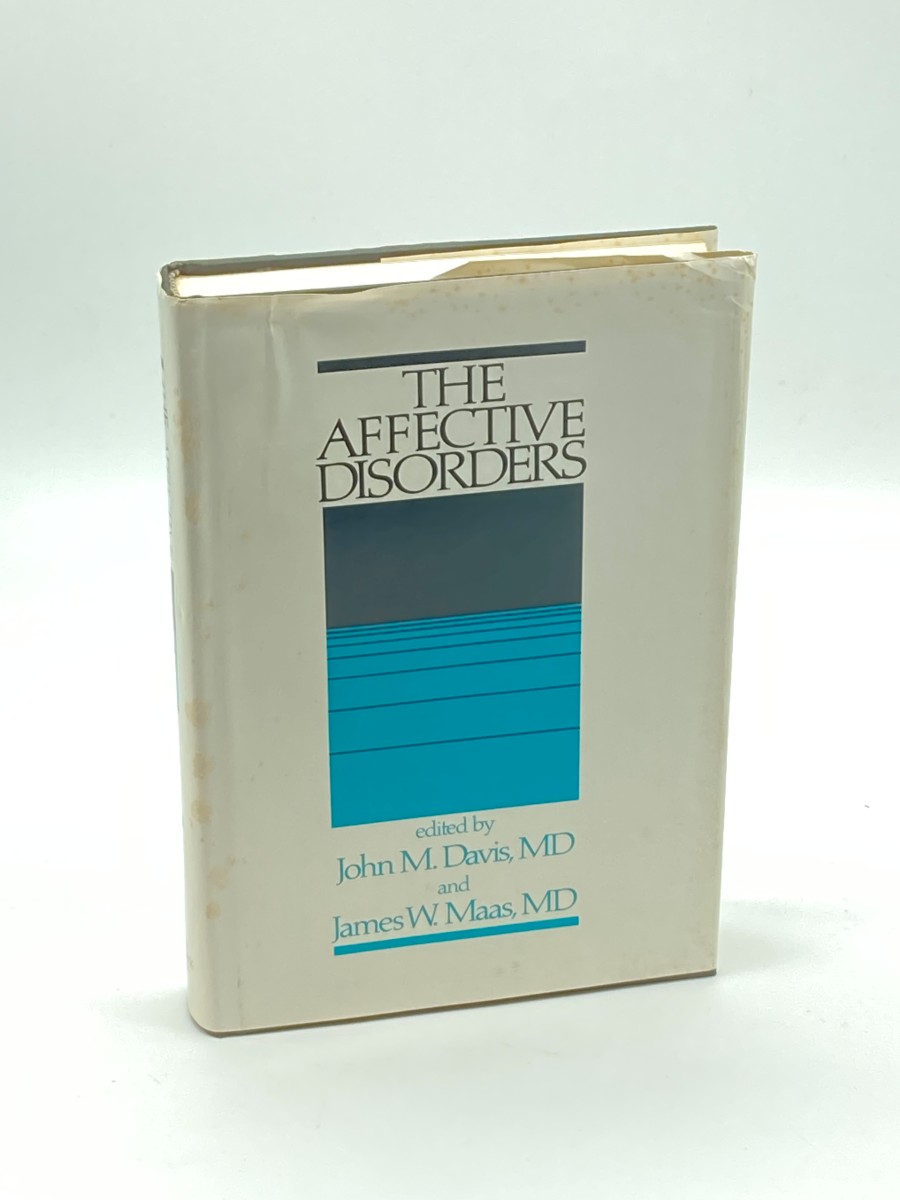 THE
AFFECTIVE
DISORDERS
edited by
John M. Davis, MD
and
James W. Maas, MD